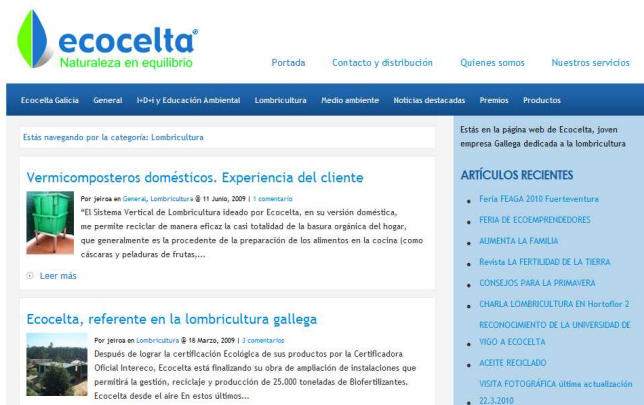 ecocelta®
Naturaleza en equilibrio
Portada Contacto y distribución Quienes somos Nuestros servicios
Ecocelta Galicia General I+D+i y Educación Ambiental Lombricultura Medio ambiente Noticias destacadas Premios Productos
Estás navegando por la categoría: Lombricultura
Vermicomposteros domésticos. Experiencia del cliente
Por jeiroa en General, Lombricultura @ 11 Junio, 2009 | 1 comentario
"El Sistema Vertical de Lombricultura ideado por Ecocelta, en su versión doméstica,
me permite reciclar de manera eficaz la casi totalidad de la basura orgánica del hogar,
que generalmente es la procedente de la preparación de los alimentos en la cocina (como
cáscaras y peladuras de frutas,...
Leer más
Ecocelta, referente en la lombricultura gallega
Por jeiroa en Lombricultura @ 18 Marzo, 2009 | 3 comentarios
Después de lograr la certificación Ecológica de sus productos por la Certificadora
Oficial Intereco, Ecocelta está finalizando su obra de ampliación de instalaciones que
permitirá la gestión, reciclaje y producción de 25.000 toneladas de Biofertilizantes.
Ecocelta desde el aire En estos últimos...
Estás en la página web de Ecocelta, joven
empresa Gallega dedicada a la lombricultura
ARTÍCULOS RECIENTES
Feria FEAGA 2010 Fuerteventura
FERIA DE ECOEMPRENDEDORES
AUMENTA LA FAMILIA
Revista LA FERTILIDAD DE LA TIERRA
CONSEJOS PARA LA PRIMAVERA
CHARLA LOMBRICULTURA EN Hortoflor 2
RECONOCIMIENTO DE LA UNIVERSIDAD DE
VIGO A ECOCELTA
ACEITE RECICLADO
VISITA FOTOGRÁFICA última actualización
22.3.2010